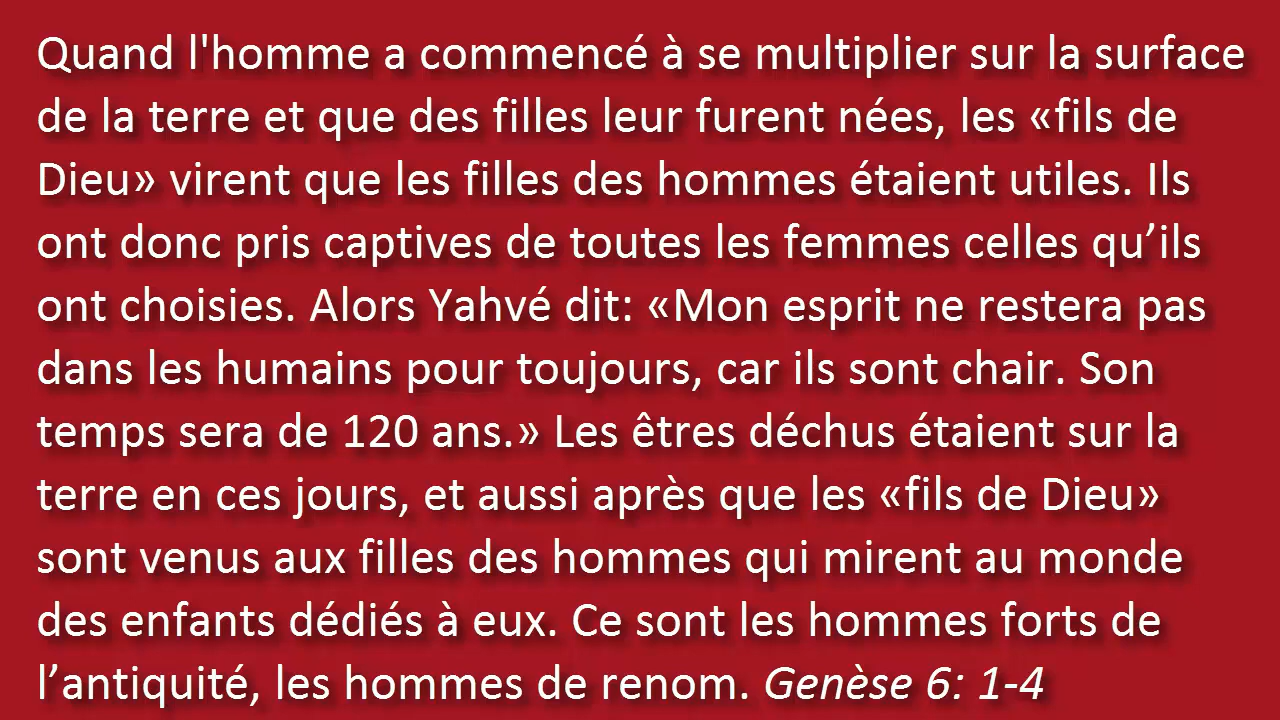 Quand l'homme a commencé à se multiplier sur la surface
de la terre et que des filles leur furent nées, les «fils de
Dieu» virent que les filles des hommes étaient utiles. Ils
ont donc pris captives de toutes les femmes celles qu’ils
ont choisies. Alors Yahvé dit: «Mon esprit ne restera pas
dans les humains pour toujours, car ils sont chair. Son
temps sera de 120 ans.» Les êtres déchus étaient sur la
terre en ces jours, et aussi après que les «fils de Dieu»
sont venus aux filles des hommes qui mirent au monde
des enfants dédiés à eux. Ce sont les hommes forts de
l’antiquité, les hommes de renom. Genèse 6: 1-4